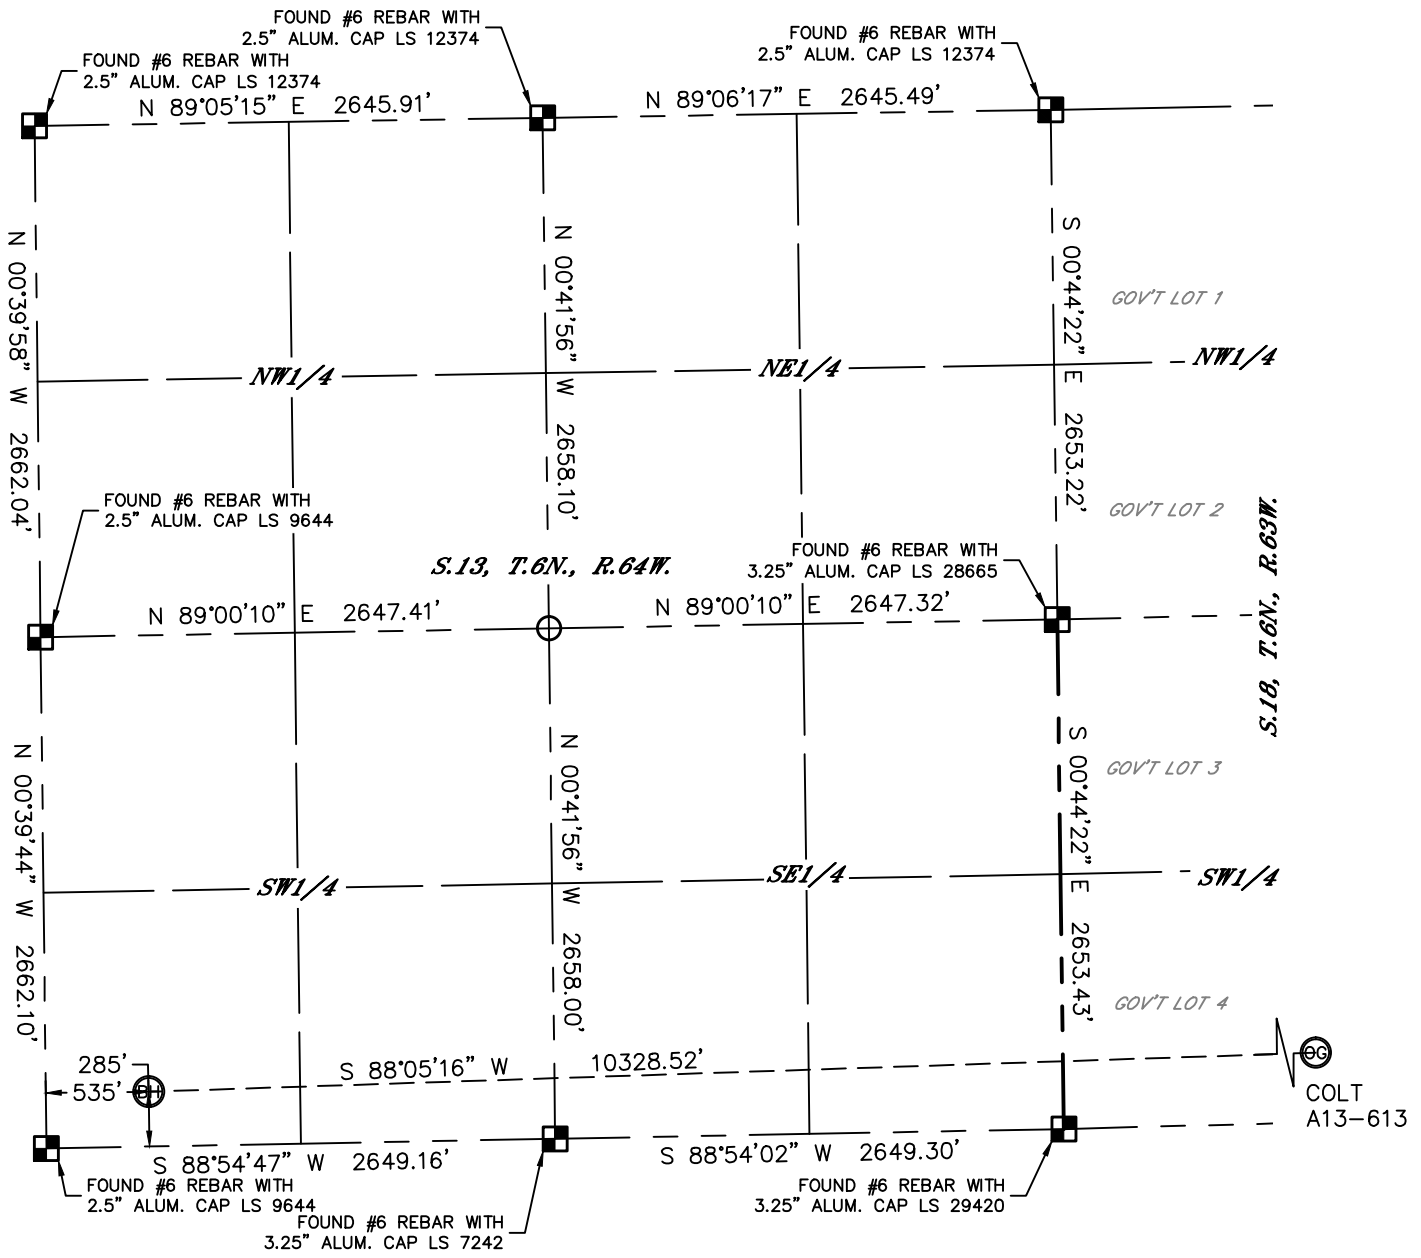 FOUND #6 REBAR WITH
2.5" ALUM. CAP LS 12374
FOUND #6 REBAR WITH
2.5" ALUM. CAP LS 12374
FOUND #6 REBAR WITH
2.5" ALUM. CAP LS 12374
N 89°05'15" E 2645.91'
N 89°06'17" E 2645.49'
N 00°39'58" W 2662.04'
N 00°41'56" W 2658.10'
S 00°44'22" E 2653.22'
GOV'T LOT 1
NW1/4
NE1/4
NW1/4
FOUND #6 REBAR WITH
2.5" ALUM. CAP LS 9644
GOV'T LOT 2
S.13, T.6N., R.64W.
FOUND #6 REBAR WITH
3.25" ALUM. CAP LS 28665
S.18, T.6N., R.63W.
N 89°00'10" E 2647.41'
N 89°00'10" E 2647.32'
N 00°39'44" W 2662.10'
N 00°41'56" W 2658.00'
S 00°44'22" E 2653.43'
GOV'T LOT 3
SW1/4
SE1/4
SW1/4
GOV'T LOT 4
285'
535'
BH
S 88°05'16" W 10328.52'
OG
COLT
A13-613
S 88°54'47" W 2649.16'
S 88°54'02" W 2649.30'
FOUND #6 REBAR WITH
2.5" ALUM. CAP LS 9644
FOUND #6 REBAR WITH
3.25" ALUM. CAP LS 7242
FOUND #6 REBAR WITH
3.25" ALUM. CAP LS 29420